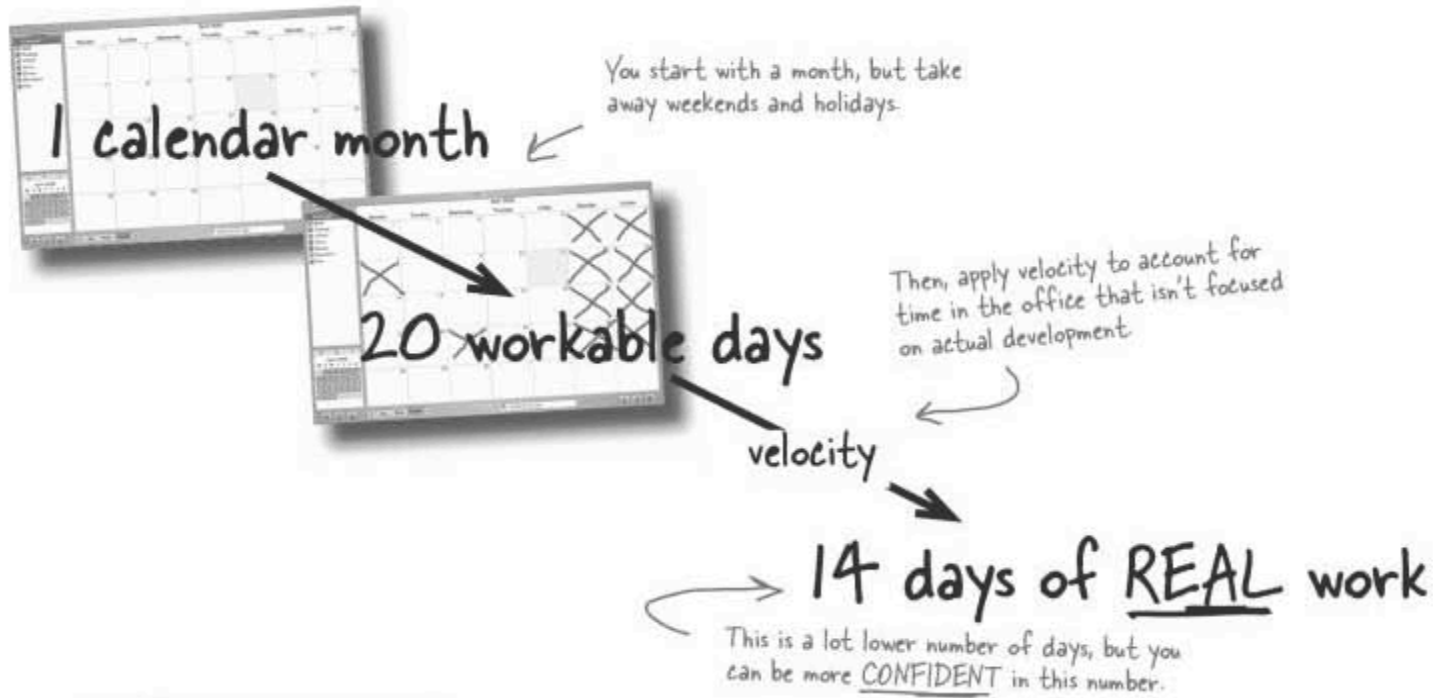 You start with a month, but take
away weekends and holidays.
1 calendar month
20 workable days
Then, apply velocity to account for
time in the office that isn't focused
on actual development
velocity
14 days of REAL work
This is a lot lower number of days, but you
can be more CONFIDENT in this number.